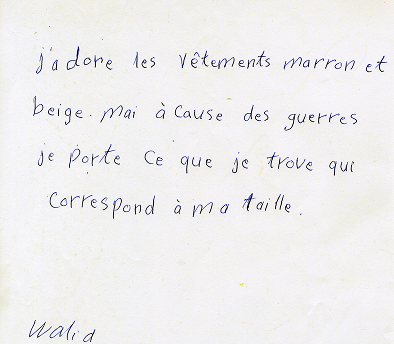 j'adore les vêtements marron et
beige. mai à cause des guerres
je porte ce que je trove qui
correspond à ma taille.
Walid